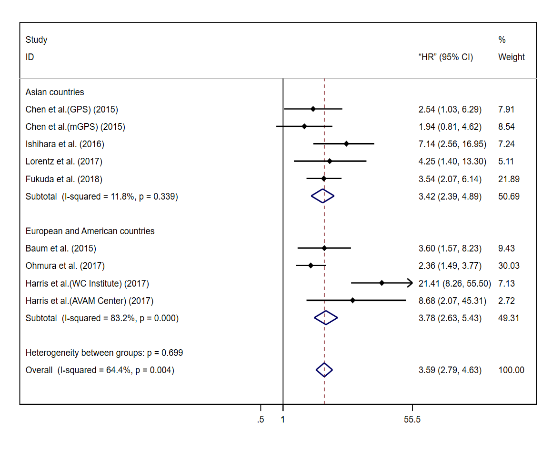 Study %
ID "HR" (95% CI) Weight
Asian countries
Chen et al.(GPS) (2015) 2.54 (1.03, 6.29) 7.91
Chen et al.(mGPS) (2015) 1.94 (0.81, 4.62) 8.54
Ishihara et al. (2016) 7.14 (2.56, 16.95) 7.24
Lorentz et al. (2017) 4.25 (1.40, 13.30) 5.11
Fukuda et al. (2018) 3.54 (2.07, 6.14) 21.89
Subtotal (I-squared = 11.8%, p = 0.339) 3.42 (2.39, 4.89) 50.69
European and American countries
Baum et al. (2015) 3.60 (1.57, 8.23) 9.43
Ohmura et al. (2017) 2.36 (1.49, 3.77) 30.03
Harris et al.(WC Institute) (2017) 21.41 (8.26, 55.50) 7.13
Harris et al.(AVAM Center) (2017) 8.68 (2.07, 45.31) 2.72
Subtotal (I-squared = 83.2%, p = 0.000) 3.78 (2.63, 5.43) 49.31
Heterogeneity between groups: p = 0.699
Overall (I-squared = 64.4%, p = 0.004) 3.59 (2.79, 4.63) 100.00
.5 1 55.5